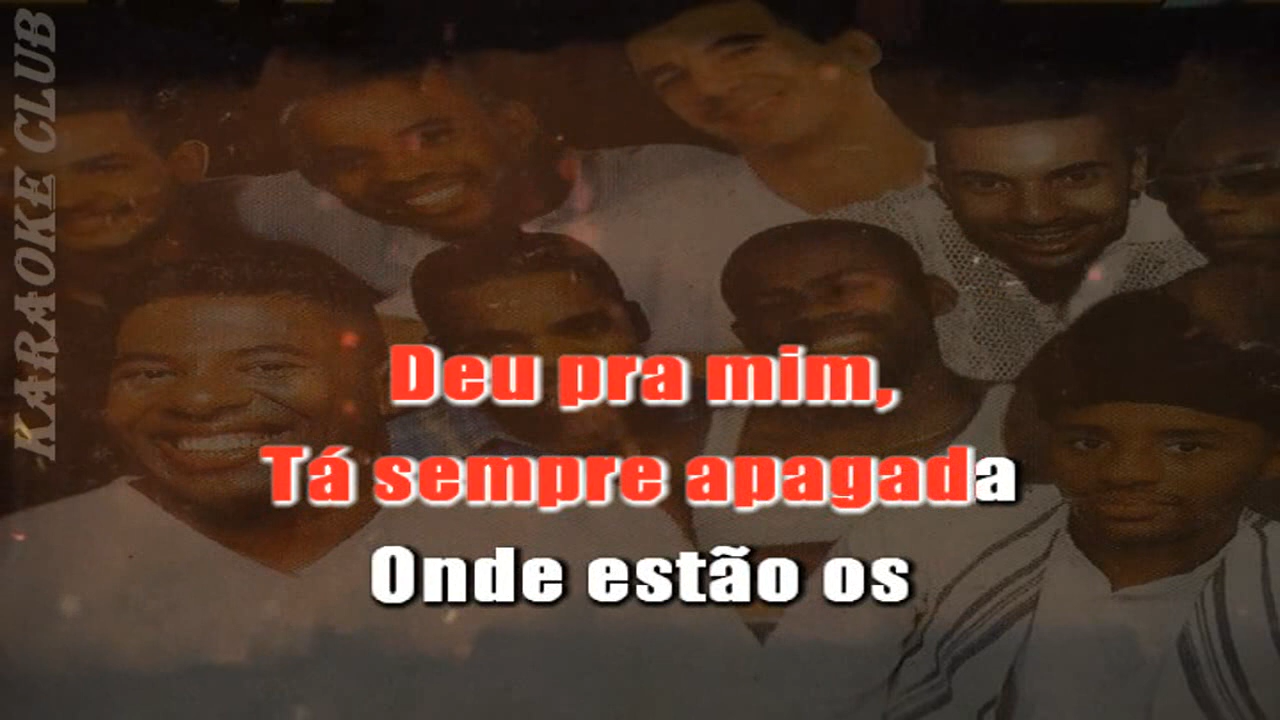 KARAOKE CLUB
Deu pra mim,
Tá sempre apagada
Onde estão os